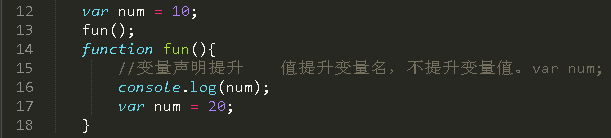 12 var num = 10;
13 fun();
14 function fun(){
15 //变量声明提升 值提升变量名，不提升变量值。var num;
16 console.log(num);
17 var num = 20;
18 }